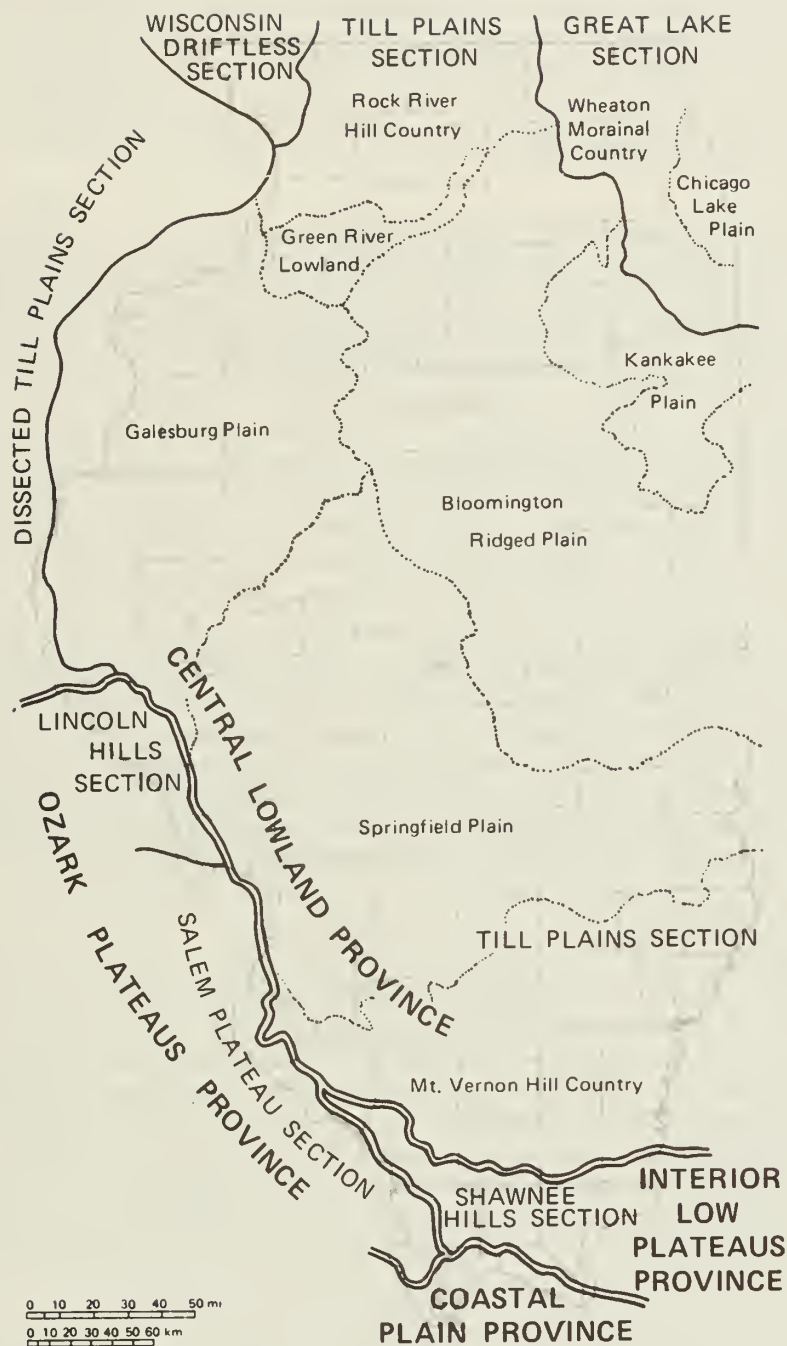 WISCONSIN
DRIFTLESS
SECTION
TILL PLAINS
SECTION
GREAT LAKE
SECTION
Rock River
Hill Country
Wheaton
Morainal
Country
Chicago
Lake
Plain
DISSECTED TILL PLAINS SECTION
Green River
Lowland
Kankakee
Plain
Galesburg Plain
Bloomington
Ridged Plain
LINCOLN
HILLS
SECTION
CENTRAL LOWLAND PROVINCE
OZARK PLATEAUS PROVINCE
Springfield Plain
SALEM PLATEAU SECTION
TILL PLAINS SECTION
Mt. Vernon Hill Country
SHAWNEE
HILLS SECTION
INTERIOR
LOW
PLATEAUS
PROVINCE
COASTAL
PLAIN PROVINCE
0 10 20 30 40 50 mi
0 10 20 30 40 50 60 km